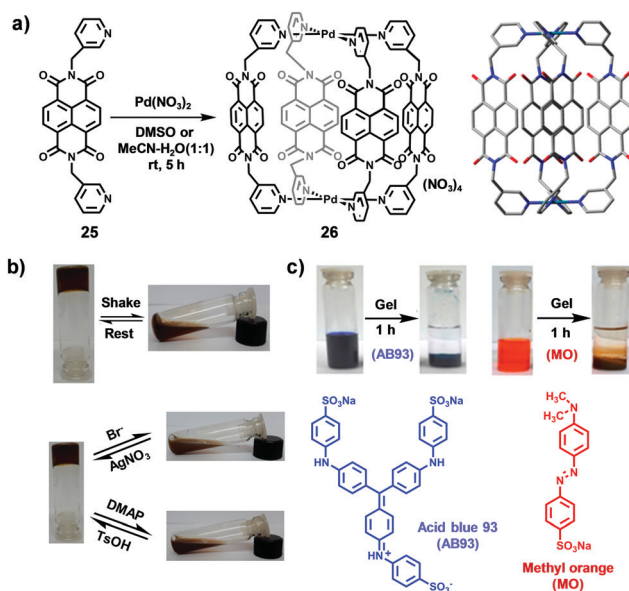 a)
N
N Pd N
N N
O N O
O N O
O N O
O N O
O N O
Pd(NO₃)₂
DMSO or
MeCN-H₂O(1:1)
rt, 5 h
O N O
O N O
O N O
O N O
O N O
(NO₃)₄
N
N N
N Pd N
25
26
b)
Shake
Rest
Br⁻
AgNO₃
DMAP
TsOH
c)
Gel
1 h
(AB93)
Gel
1 h
(MO)
SO₃Na
SO₃Na
NH
NH
NH
+
SO₃⁻
Acid blue 93
(AB93)
H₃C
N
H₃C
N
N
SO₃Na
Methyl orange
(MO)